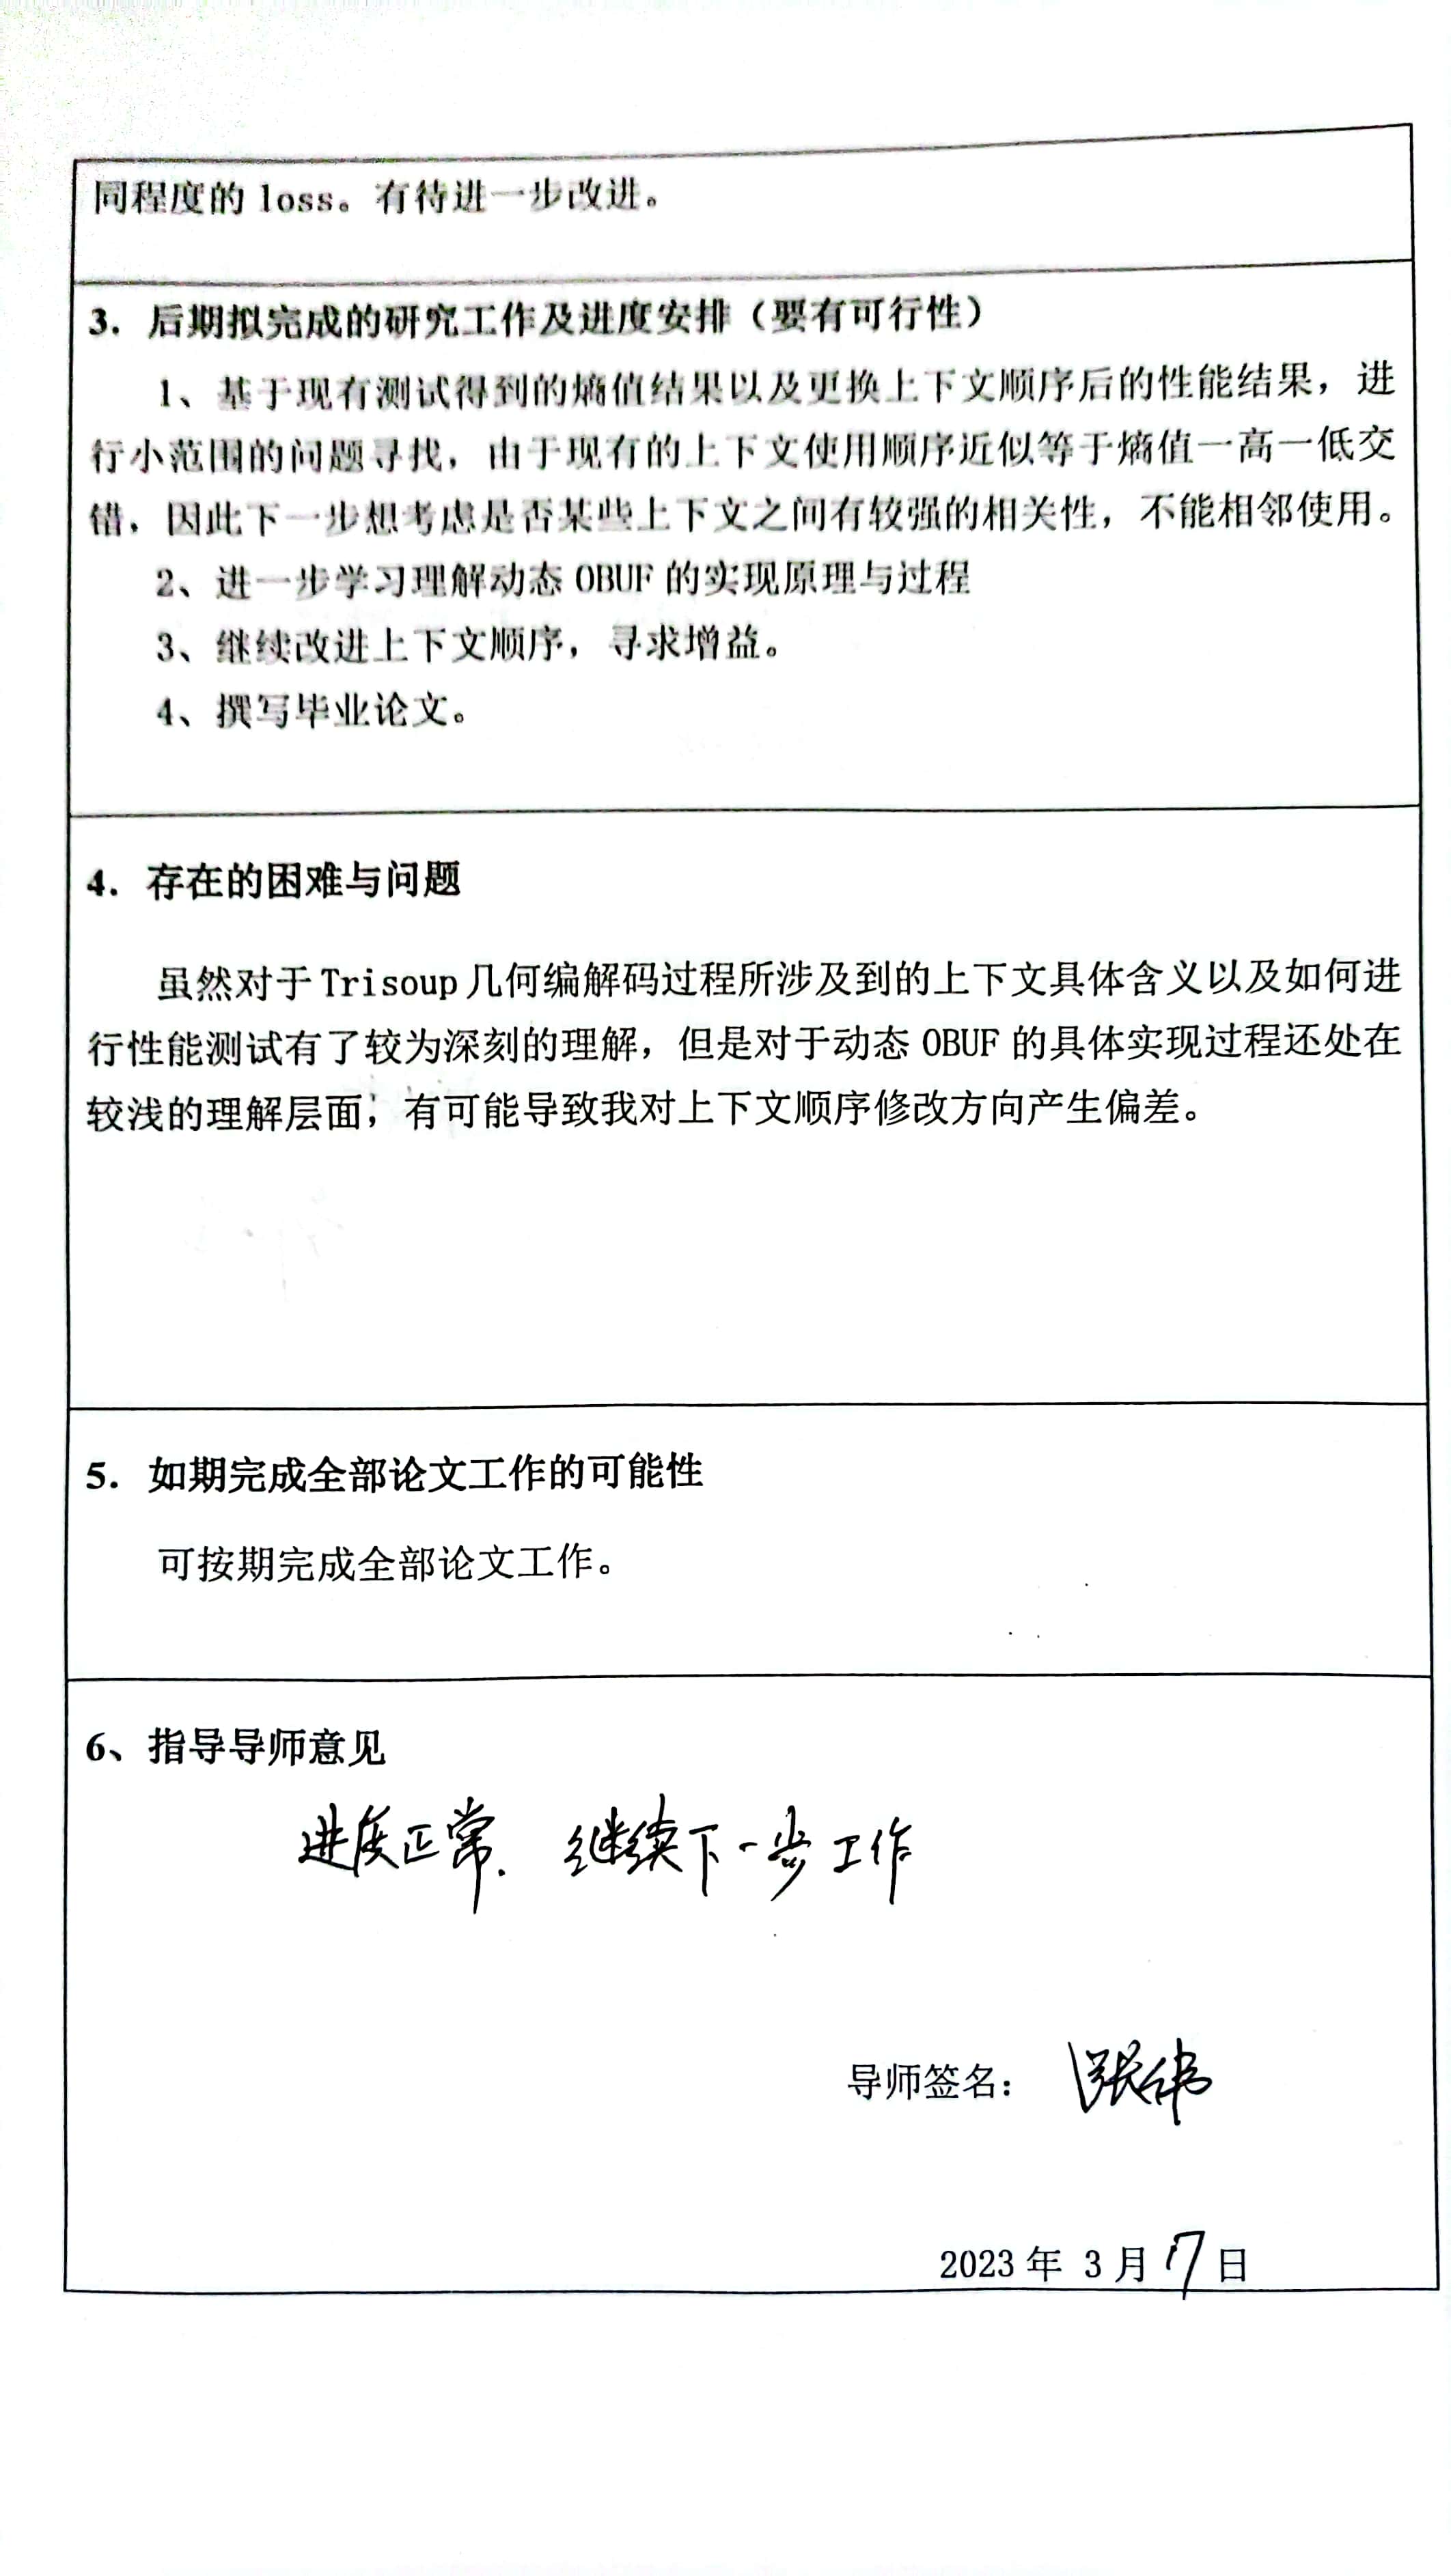 同程度的 loss。有待进一步改进。
3. 后期拟完成的研究工作及进度安排（要有可行性）
1、基于现有测试得到的熵值结果以及更换上下文顺序后的性能结果，进
行小范围的问题寻找，由于现有的上下文使用顺序近似等于熵值一高一低交
错，因此下一步想考虑是否某些上下文之间有较强的相关性，不能相邻使用。
2、进一步学习理解动态 OBUF 的实现原理与过程
3、继续改进上下文顺序，寻求增益。
4、撰写毕业论文。
4. 存在的困难与问题
虽然对于 Trisoup 几何编解码过程所涉及到的上下文具体含义以及如何进
行性能测试有了较为深刻的理解，但是对于动态 OBUF 的具体实现过程还处在
较浅的理解层面，有可能导致我对上下文顺序修改方向产生偏差。
5. 如期完成全部论文工作的可能性
可按期完成全部论文工作。
6、指导导师意见
进度正常. 继续下一步工作
导师签名： 张伟
2023 年 3 月 17 日